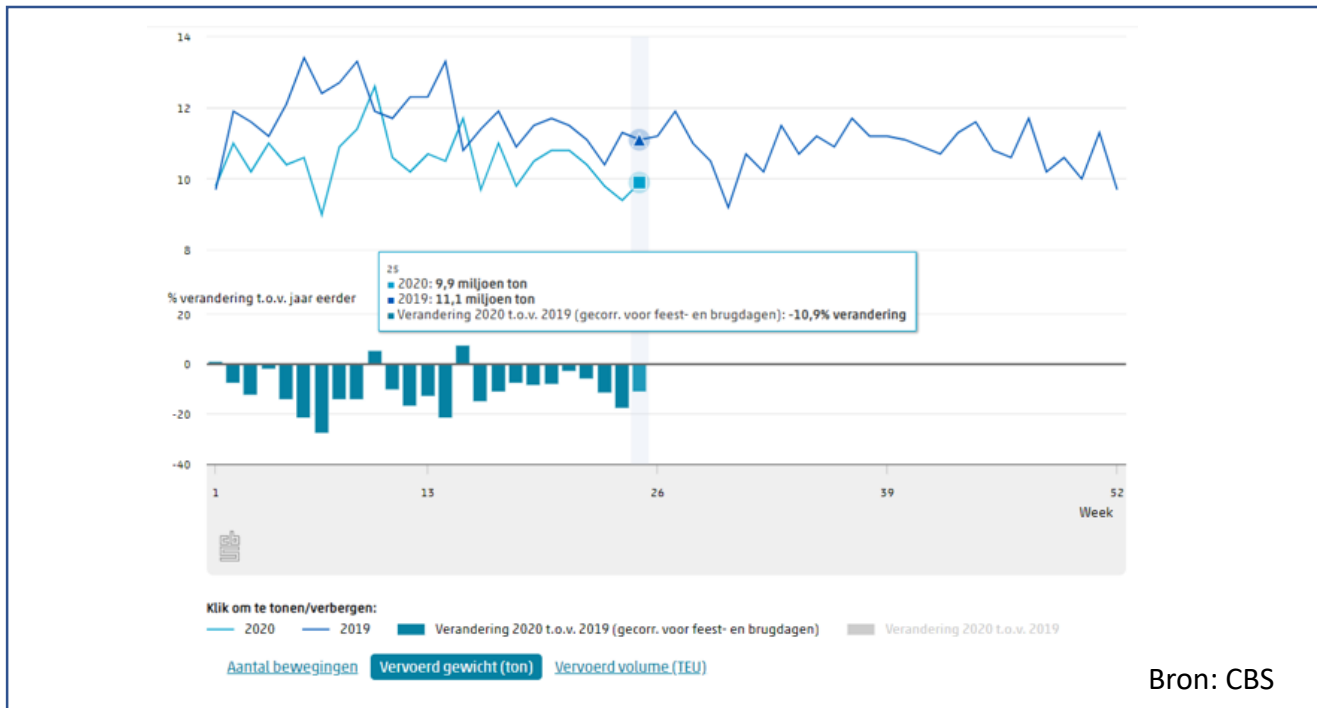 14
12
10
8
25
2020: 9,9 miljoen ton
2019: 11,1 miljoen ton
Verandering 2020 t.o.v. 2019 (gecorr. voor feest- en brugdagen): -10,9% verandering
% verandering t.o.v. jaar eerder
20
0
-20
-40
1 13 26 39 52
Week
Klik om te tonen/verbergen:
2020 2019 Verandering 2020 t.o.v. 2019 (gecorr. voor feest- en brugdagen) Verandering 2020 t.o.v. 2019
Aantal bewegingen Vervoerd gewicht (ton) Vervoerd volume (TEU)
Bron: CBS